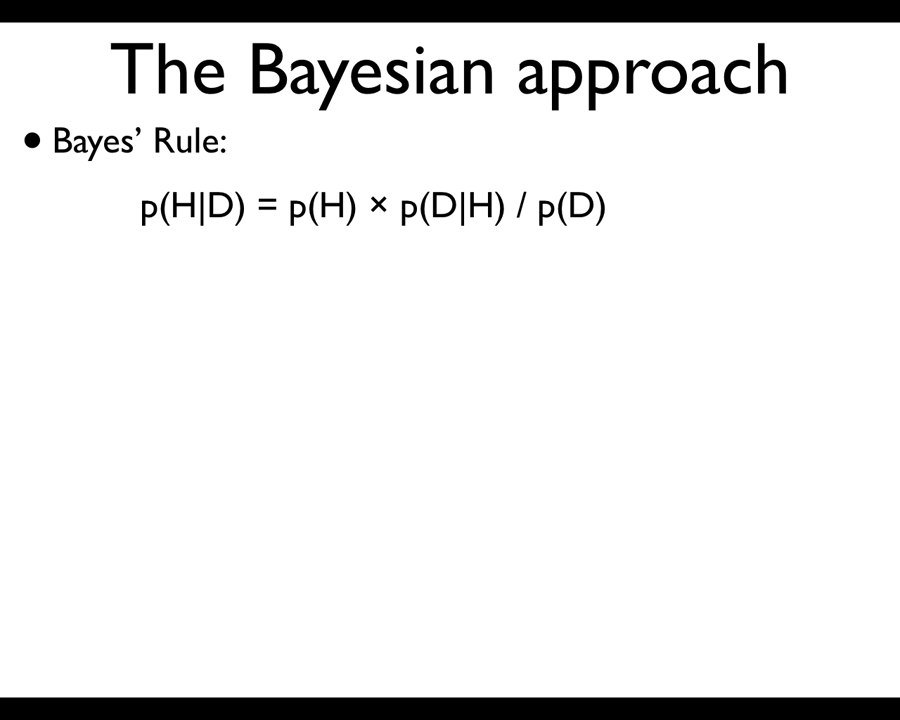 The Bayesian approach
• Bayes’ Rule:
p(H|D) = p(H) × p(D|H) / p(D)